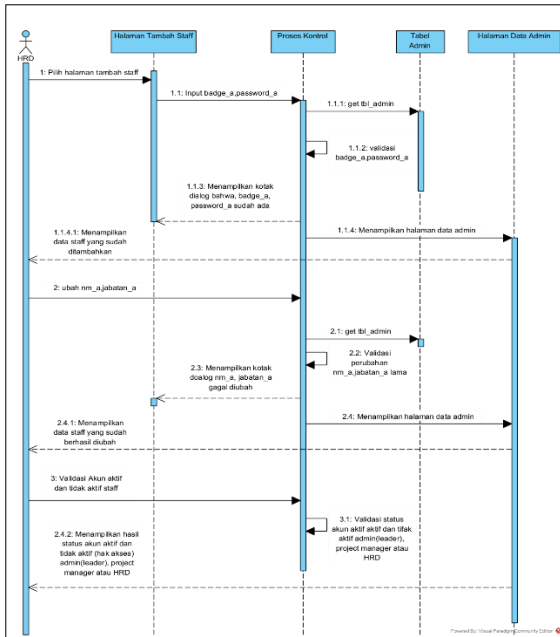 Halaman Tambah Staff
Proses Kontrol
Tabel
Admin
Halaman Data Admin
HRD
1: Pilih halaman tambah staff
1.1: Input badge_a,password_a
1.1.1: get tbl_admin
1.1.2: validasi
badge_a,password_a
1.1.3: Menampilkan kotak
dialog bahwa, badge_a,
password_a sudah ada
1.1.4: Menampilkan halaman data admin
1.1.4.1: Menampilkan
data staff yang sudah
ditambahkan
2: ubah nm_a,jabatan_a
2.1: get tbl_admin
2.2: Validasi
perubahan
nm_a,jabatan_a lama
2.3: Menampilkan kotak
doalog nm_a, jabatan_a
gagal diubah
2.4: Menampilkan halaman data admin
2.4.1: Menampilkan
data staff yang sudah
berhasil diubah
3: Validasi Akun aktif
dan tidak aktif staff
3.1: Validasi status
akun aktif aktif dan tifak
aktif admin(leader),
project manager atau
HRD
2.4.2: Menampilkan hasil
status akun aktif dan
tidak aktif (hak akses)
admin(leader), project
manager atau HRD
Powered By: Visual Paradigm Community Edition